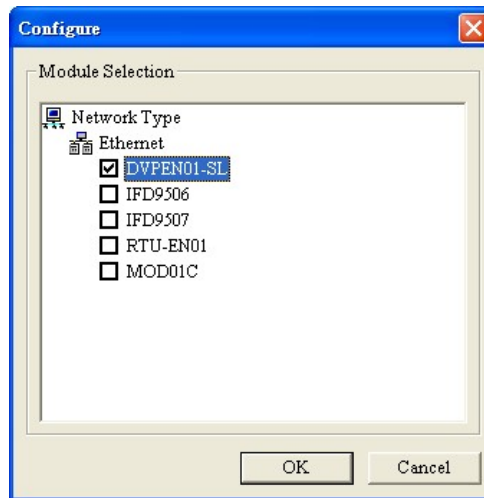 Configure
Module Selection
Network Type
Ethernet
DVPEN01-SL
IFD9506
IFD9507
RTU-EN01
MOD01C
OK
Cancel